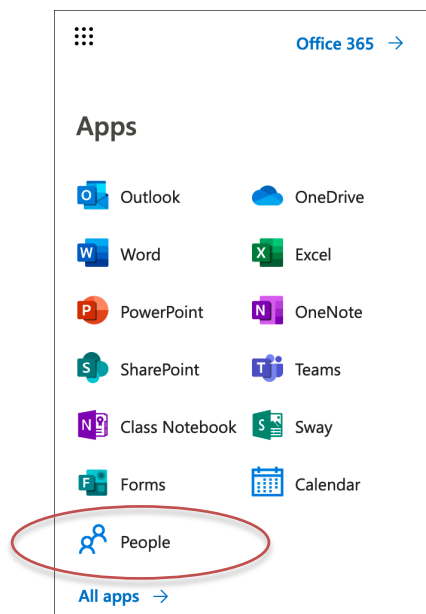 Office 365 →
Apps
Outlook OneDrive
Word Excel
PowerPoint OneNote
SharePoint Teams
Class Notebook Sway
Forms Calendar
People
All apps →